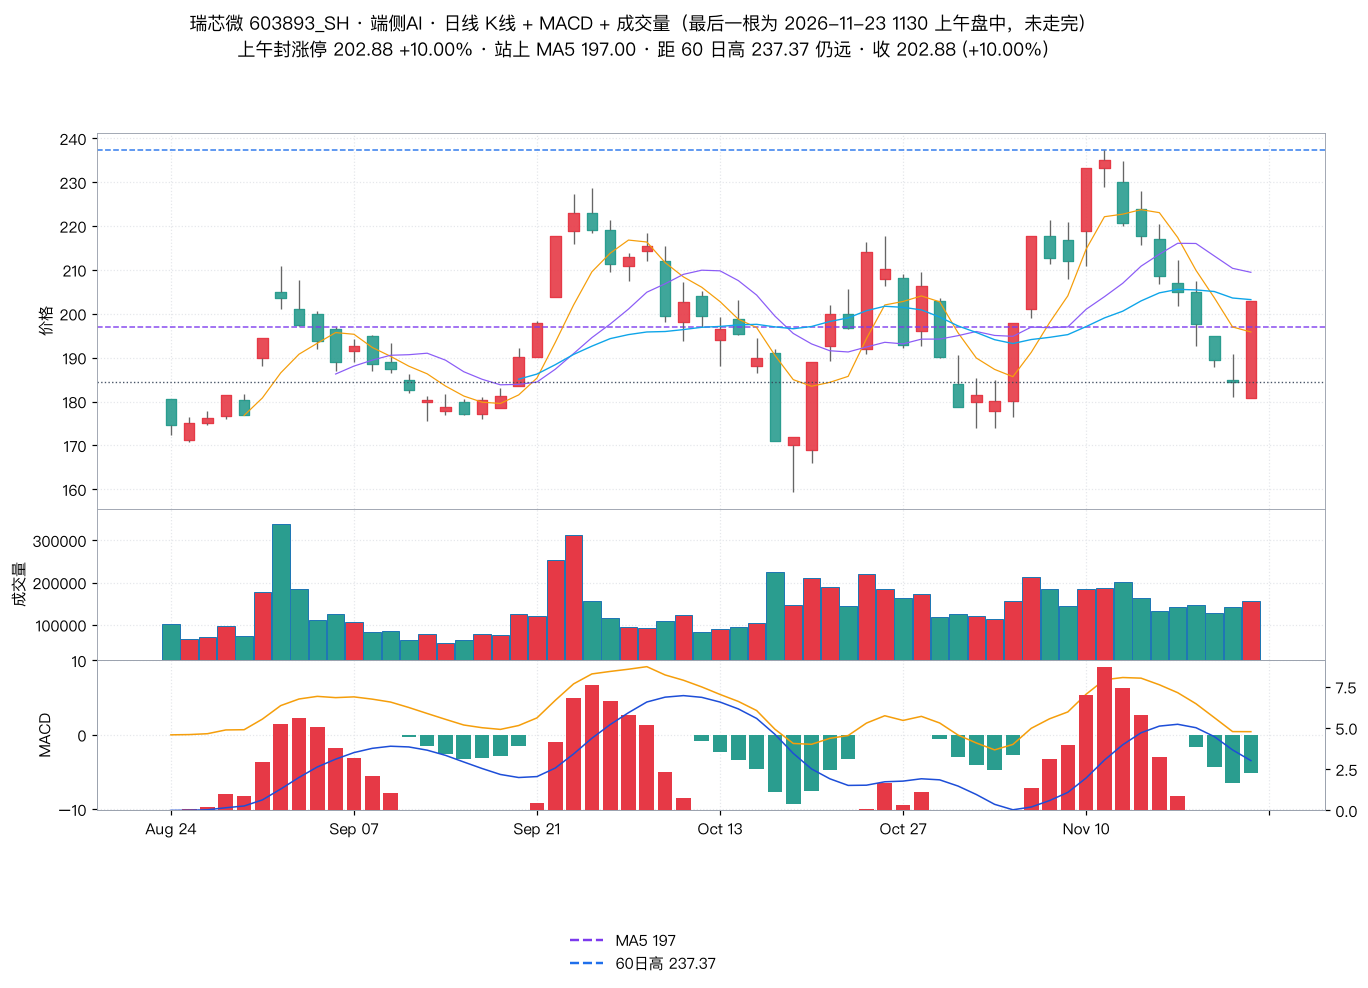 瑞芯微 603893_SH · 端侧AI · 日线 K线 + MACD + 成交量（最后一根为 2026−11−23 1130 上午盘中，未走完）
上午封涨停 202.88 +10.00% · 站上 MA5 197.00 · 距 60 日高 237.37 仍远 · 收 202.88 (+10.00%)
240
230
220
210
200
190
180
170
160
价格
300000
200000
100000
成交量
10
0
−10
MACD
7.5
5.0
2.5
0.0
Aug 24
Sep 07
Sep 21
Oct 13
Oct 27
Nov 10
MA5 197
60日高 237.37